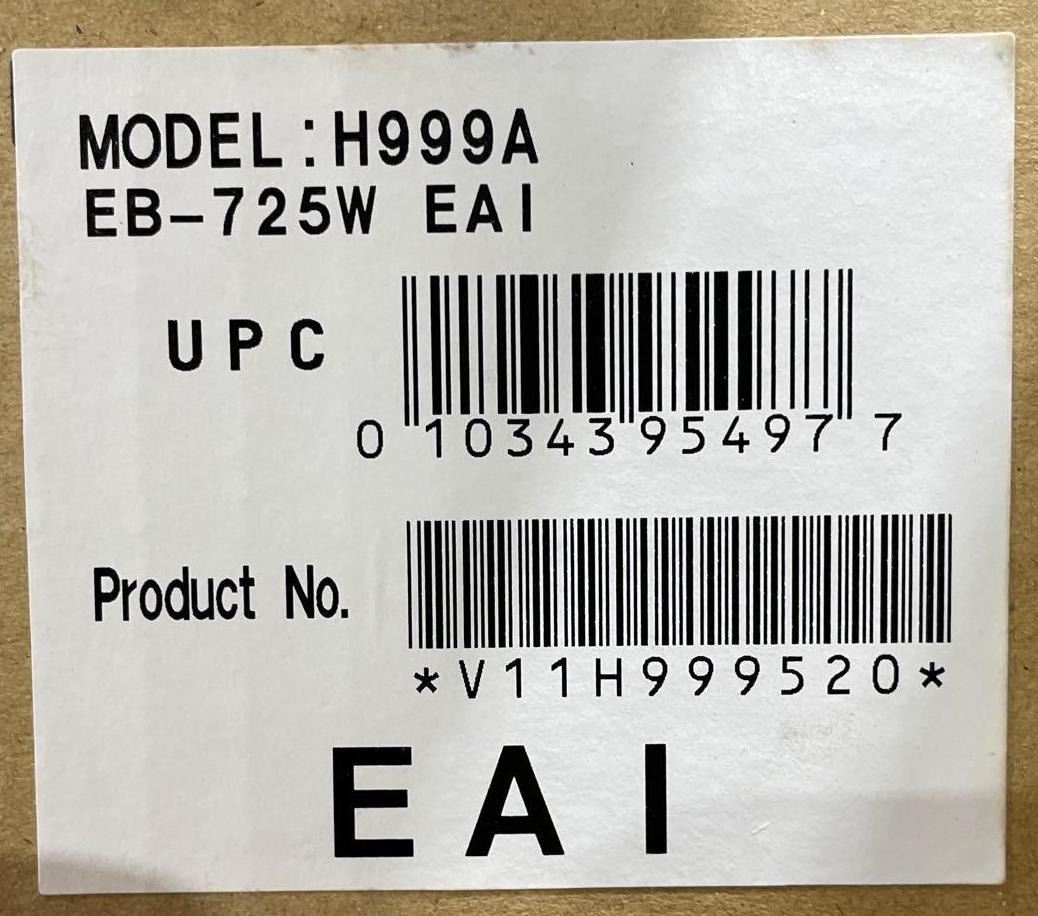 MODEL:H999A
EB-725W EAI
UPC
0 10343 95497 7
Product No.
*V11H999520*
EAI